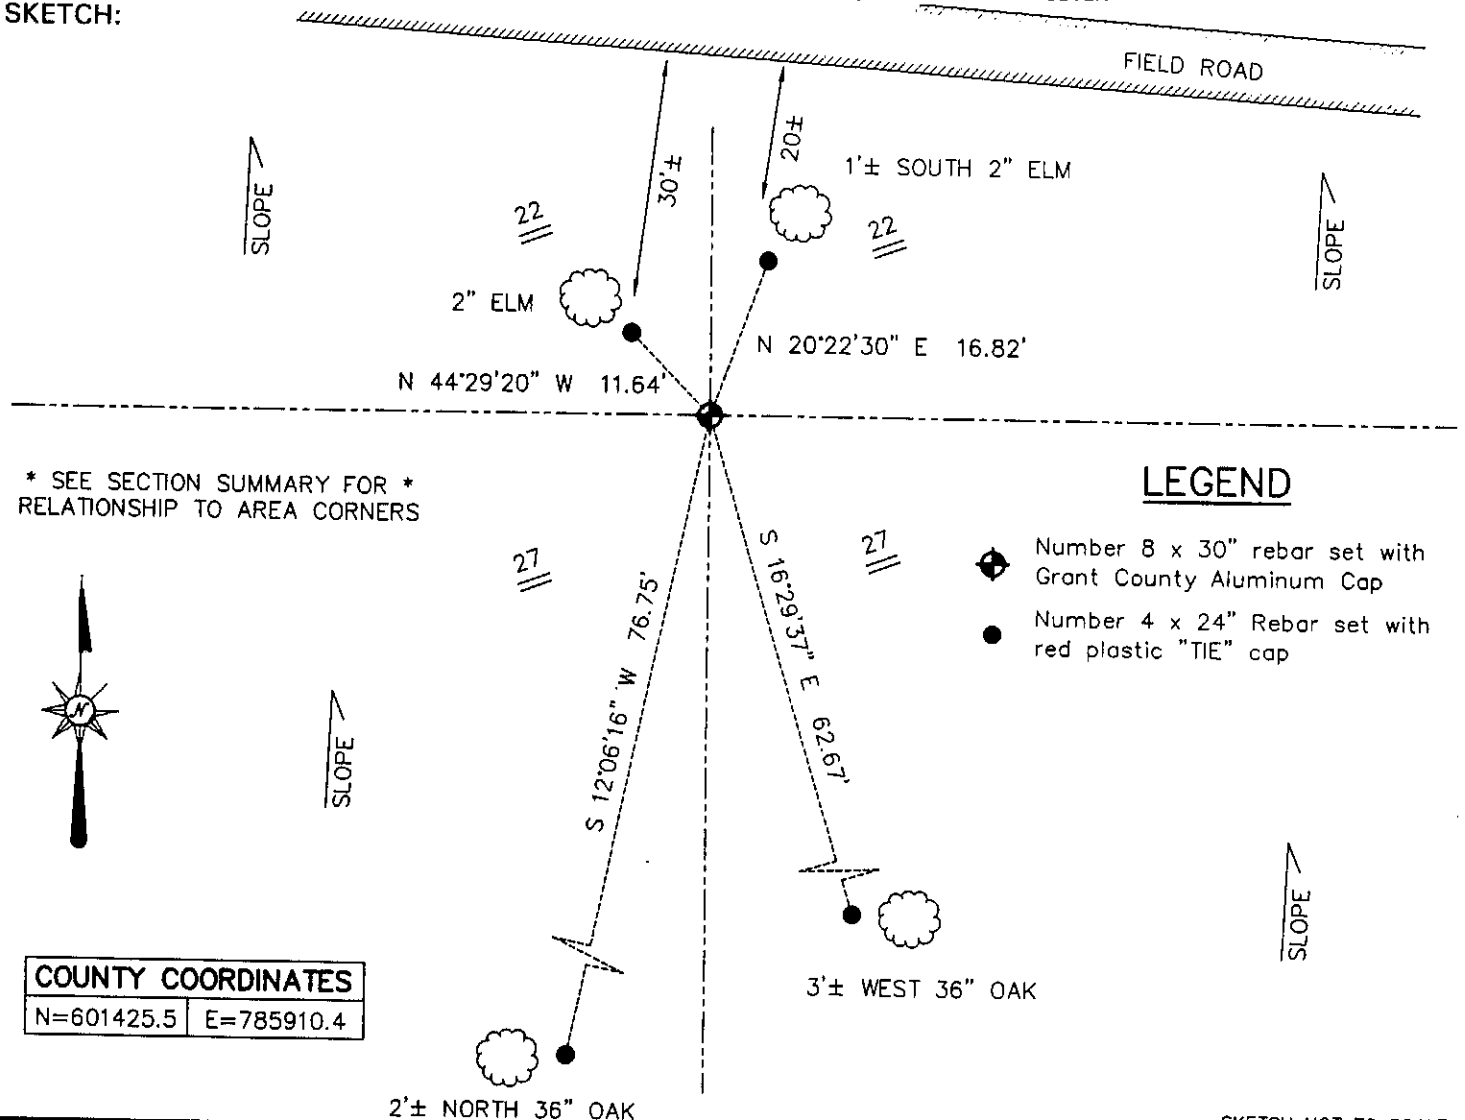 SKETCH:
FIELD ROAD
30'±
20±
1'± SOUTH 2" ELM
SLOPE
SLOPE
22
22
2" ELM
N 20°22'30" E 16.82'
N 44°29'20" W 11.64'
* SEE SECTION SUMMARY FOR *
RELATIONSHIP TO AREA CORNERS
LEGEND
Number 8 x 30" rebar set with
Grant County Aluminum Cap
Number 4 x 24" Rebar set with
red plastic "TIE" cap
27
27
S 16°29'37" E 62.67'
S 12°06'16" W 76.75'
N
SLOPE
SLOPE
3'± WEST 36" OAK
COUNTY COORDINATES
N=601425.5 E=785910.4
2'± NORTH 36" OAK